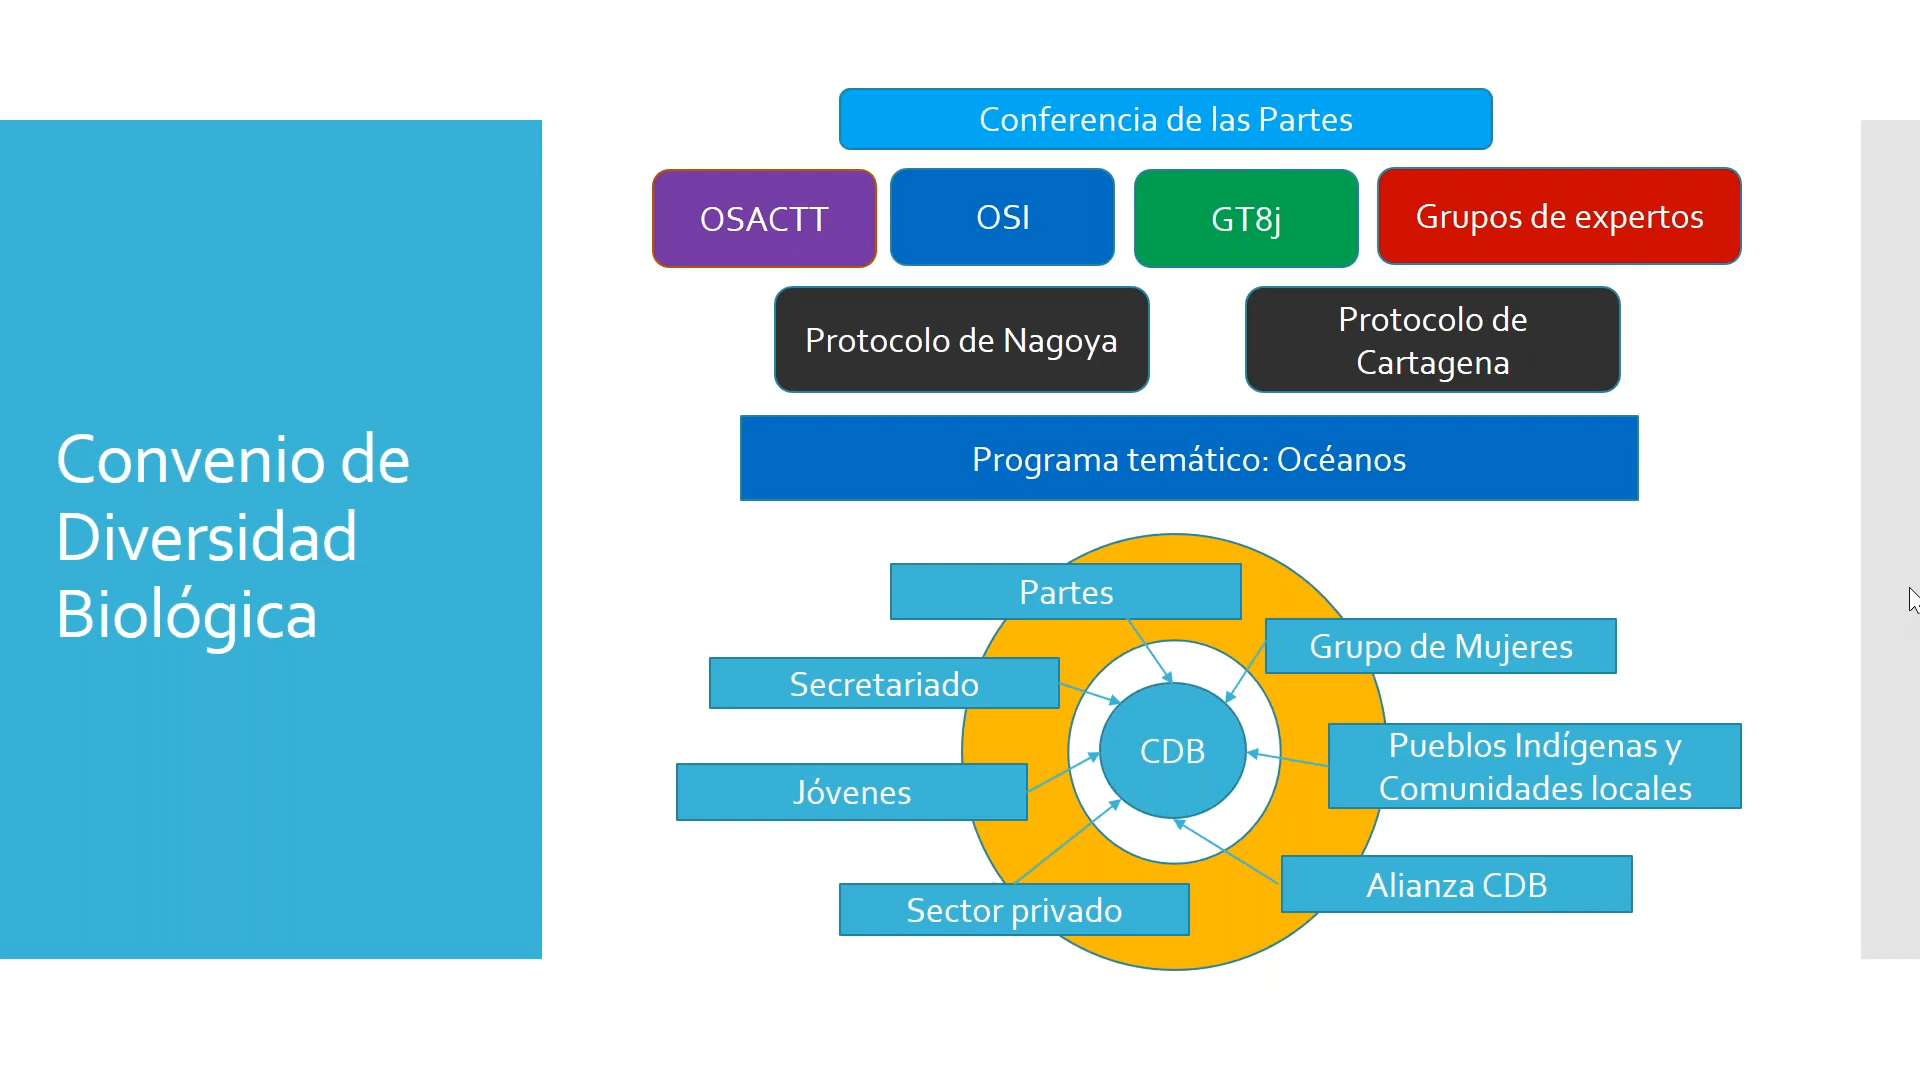 Convenio de
Diversidad
Biológica
Conferencia de las Partes
OSACTT
OSI
GT8j
Grupos de expertos
Protocolo de Nagoya
Protocolo de
Cartagena
Programa temático: Océanos
Partes
Grupo de Mujeres
Secretariado
CDB
Pueblos Indígenas y
Comunidades locales
Jóvenes
Alianza CDB
Sector privado